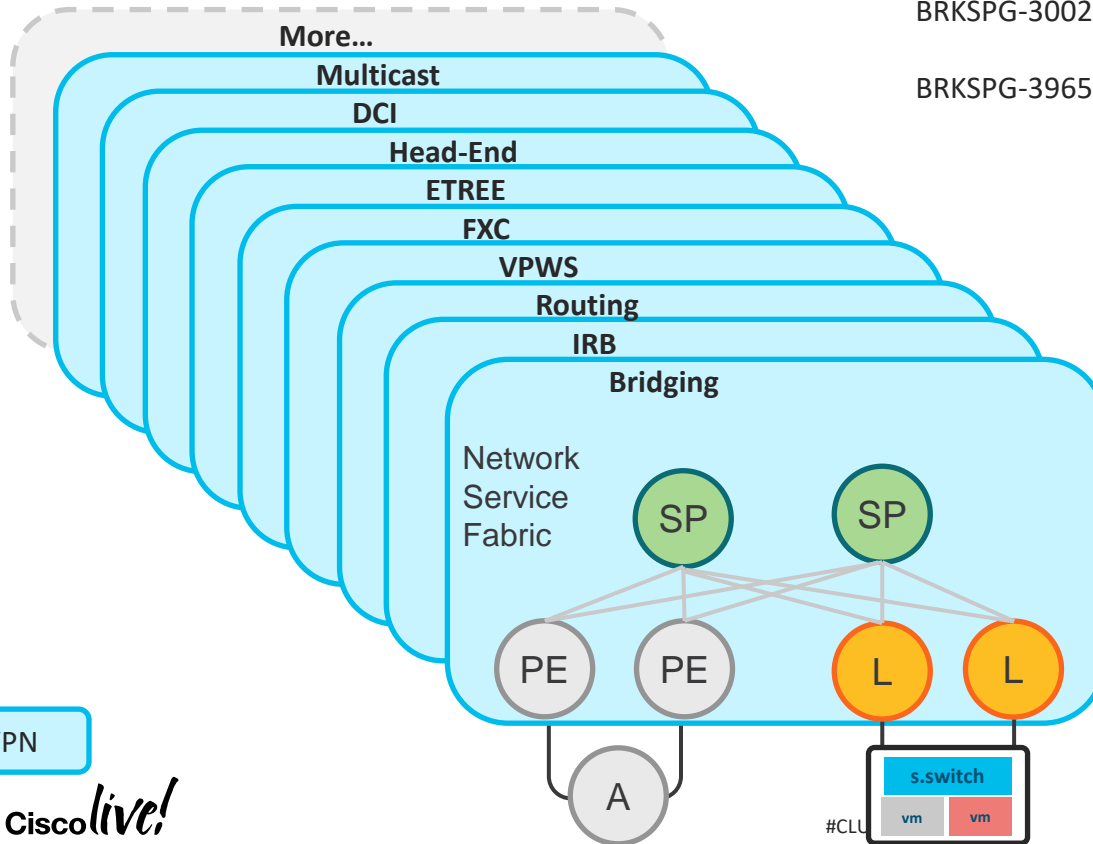 BRKSPG-3002
More...
Multicast
BRKSPG-3965
DCI
Head-End
ETREE
FXC
VPWS
Routing
IRB
Bridging
Network
Service
Fabric
SP SP
PE PE L L
PN
s.switch
A
vm vm
Cisco live!
#CLU